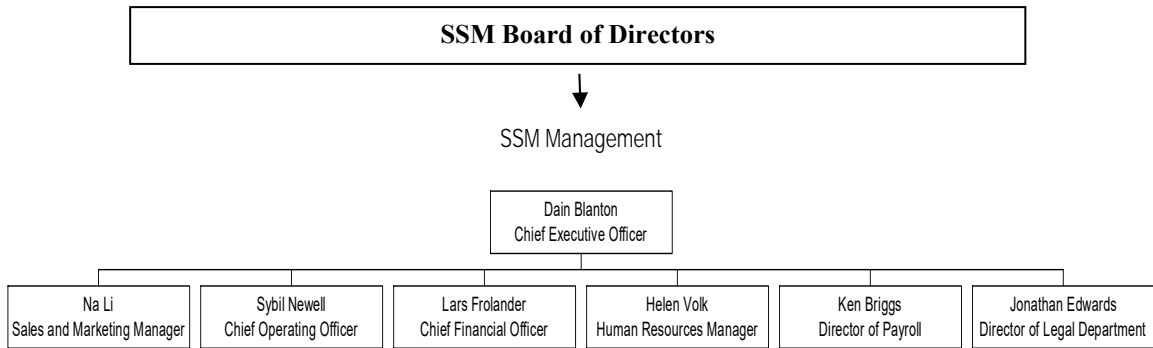 SSM Board of Directors
SSM Management
Dain Blanton
Chief Executive Officer
Na Li
Sales and Marketing Manager
Sybil Newell
Chief Operating Officer
Lars Frolander
Chief Financial Officer
Helen Volk
Human Resources Manager
Ken Briggs
Director of Payroll
Jonathan Edwards
Director of Legal Department